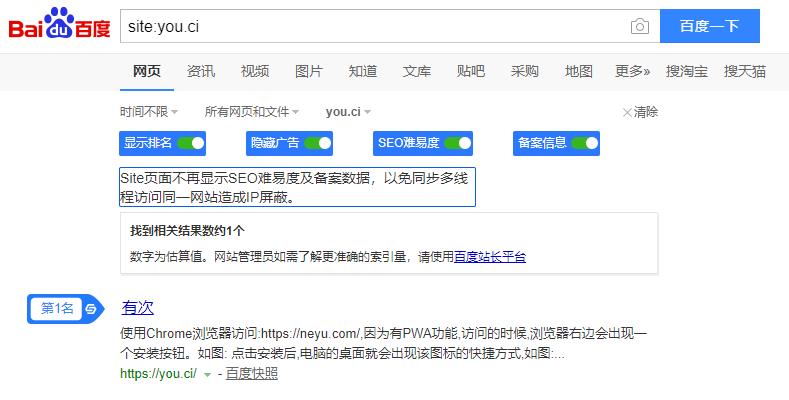 Baidu百度 site:you.ci 百度一下
网页 资讯 视频 图片 知道 文库 贴吧 采购 地图 更多» 搜淘宝 搜天猫
时间不限 所有网页和文件 you.ci 清除
显示排名 隐藏广告 SEO难易度 备案信息
Site页面不再显示SEO难易度及备案数据，以免同步多线
程访问同一网站造成IP屏蔽。
找到相关结果数约1个
数字为估算值。网站管理员如需了解更准确的索引量，请使用百度站长平台
第1名 有次
使用Chrome浏览器访问:https://neyu.com/,因为有PWA功能,访问的时候,浏览器右边会出现一
个安装按钮。如图: 点击安装后,电脑的桌面就会出现该图标的快捷方式,如图:...
https://you.ci/ - 百度快照